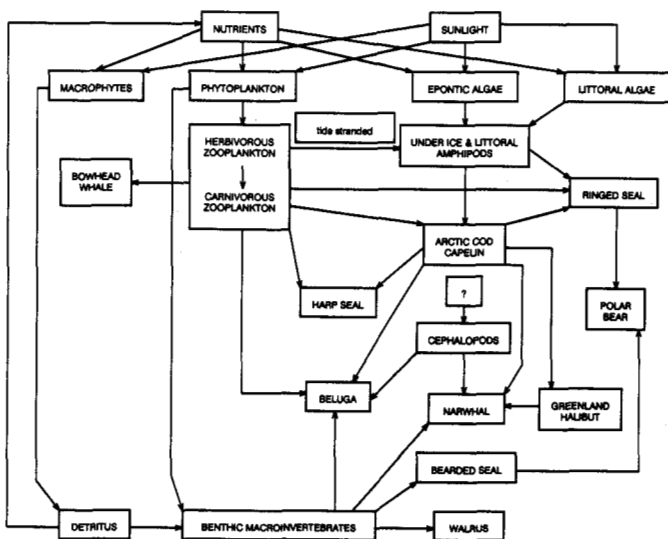 NUTRIENTS
SUNLIGHT
MACROPHYTES
PHYTOPLANKTON
EPONTIC ALGAE
LITTORAL ALGAE
tide stranded
HERBIVOROUS
ZOOPLANKTON
CARNIVOROUS
ZOOPLANKTON
UNDER ICE & LITTORAL
AMPHIPODS
BOWHEAD
WHALE
RINGED SEAL
ARCTIC COD
CAPELIN
HARP SEAL
?
POLAR
BEAR
CEPHALOPODS
BELUGA
NARWHAL
GREENLAND
HALIBUT
BEARDED SEAL
DETRITUS
BENTHIC MACROINVERTEBRATES
WALRUS